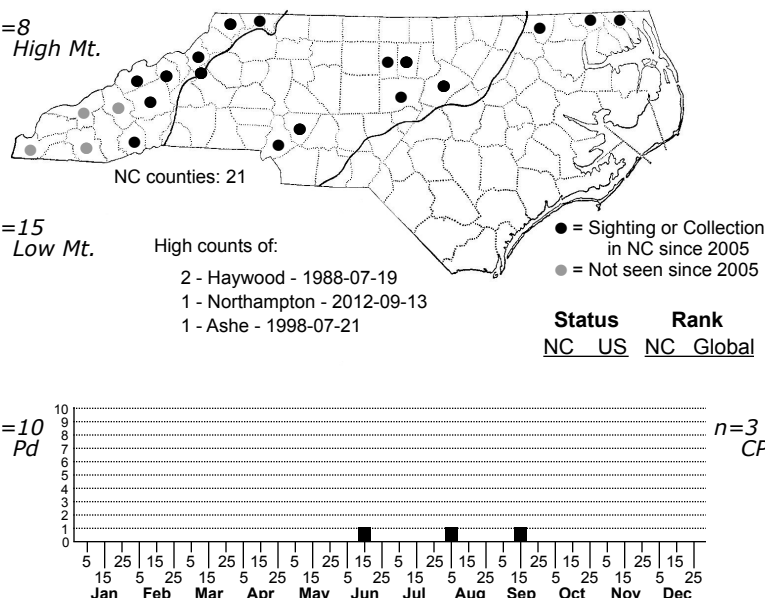 =8
High Mt.
NC counties: 21
=15
Low Mt.
High counts of:
2 - Haywood - 1988-07-19
1 - Northampton - 2012-09-13
1 - Ashe - 1998-07-21
● = Sighting or Collection
in NC since 2005
● = Not seen since 2005
Status Rank
NC US NC Global
=10
Pd
n=3
CP
10
9
8
7
6
5
4
3
2
1
0
5 25 5 25 5 25 5 25 5 25 5 25
15 15 15 15 15 15 15 15 15 15 15 15
5 25 5 25 5 25 5 25 5 25 5 25
Jan Feb Mar Apr May Jun Jul Aug Sep Oct Nov Dec